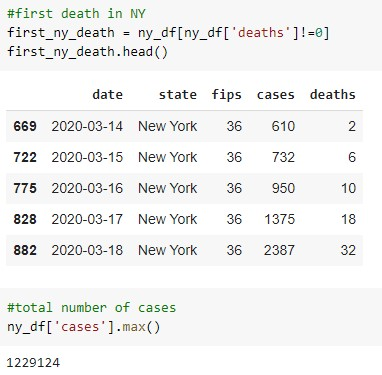 #first death in NY
first_ny_death = ny_df[ny_df['deaths']!=0]
first_ny_death.head()
date state fips cases deaths
669 2020-03-14 New York 36 610 2
722 2020-03-15 New York 36 732 6
775 2020-03-16 New York 36 950 10
828 2020-03-17 New York 36 1375 18
882 2020-03-18 New York 36 2387 32
#total number of cases
ny_df['cases'].max()
1229124